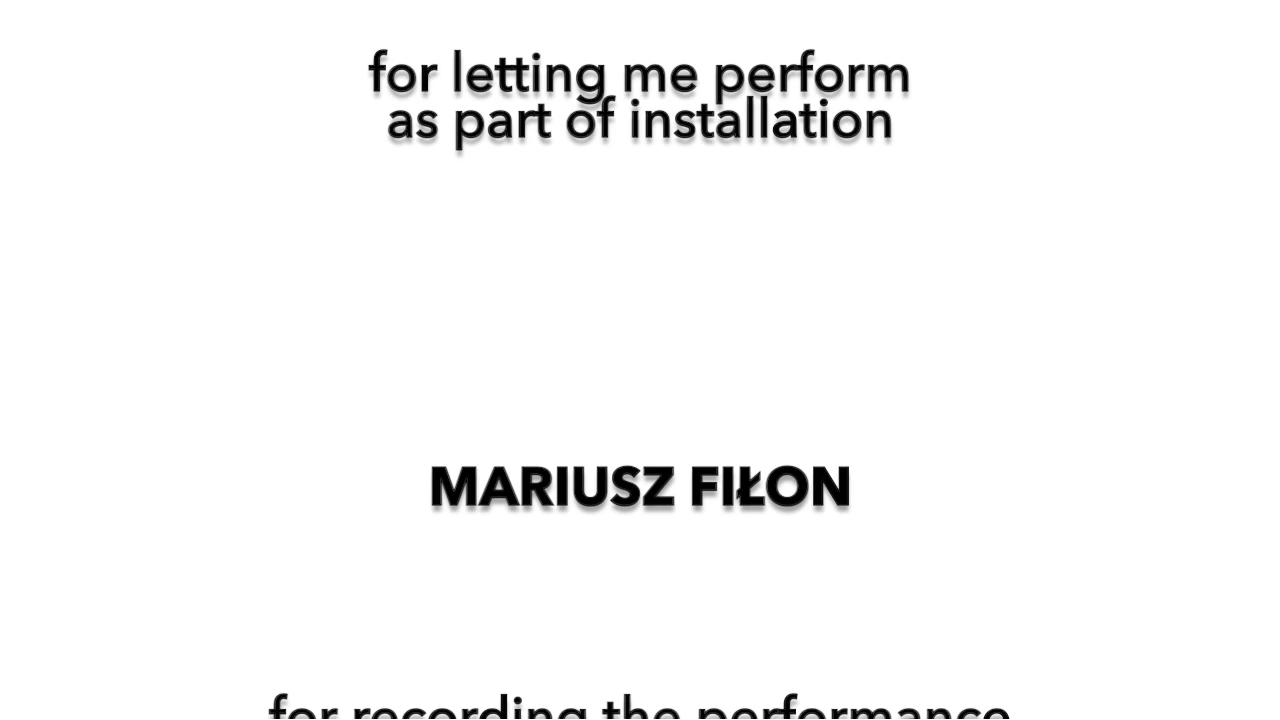 for letting me perform
as part of installation
MARIUSZ FIŁON
for recording the performance